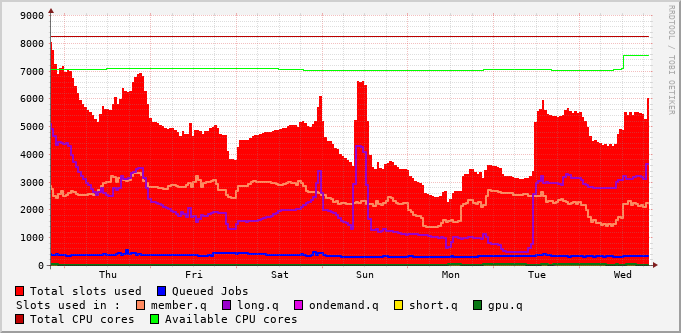 RRDTOOL / TOBI OETIKER
9000
8000
7000
6000
5000
4000
3000
2000
1000
0
Thu Fri Sat Sun Mon Tue Wed
Total slots used Queued Jobs
Slots used in : member.q long.q ondemand.q short.q gpu.q
Total CPU cores Available CPU cores